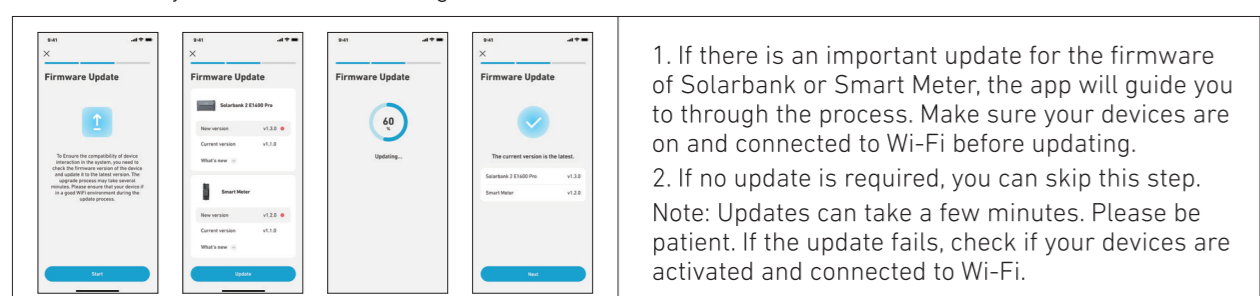 9:41
Firmware Update
To Ensure the compatibility of device
interaction in the system, you need to
check the firmware version of the device
and update it to the latest version. The
upgrade process may take several
minutes. Please ensure that your device if
in a good WiFi environment during the
update process.
Start
9:41
Firmware Update
Solarbank 2 E1600 Pro
New version v1.3.0
Current version v1.1.0
What's new
Smart Meter
New version v1.2.0
Current version v1.1.0
What's new
Update
9:41
Firmware Update
60
%
Updating...
9:41
Firmware Update
The current version is the latest.
Solarbank 2 E1600 Pro v1.3.0
Smart Meter v1.2.0
Next
1. If there is an important update for the firmware
of Solarbank or Smart Meter, the app will guide you
to through the process. Make sure your devices are
on and connected to Wi-Fi before updating.
2. If no update is required, you can skip this step.
Note: Updates can take a few minutes. Please be
patient. If the update fails, check if your devices are
activated and connected to Wi-Fi.